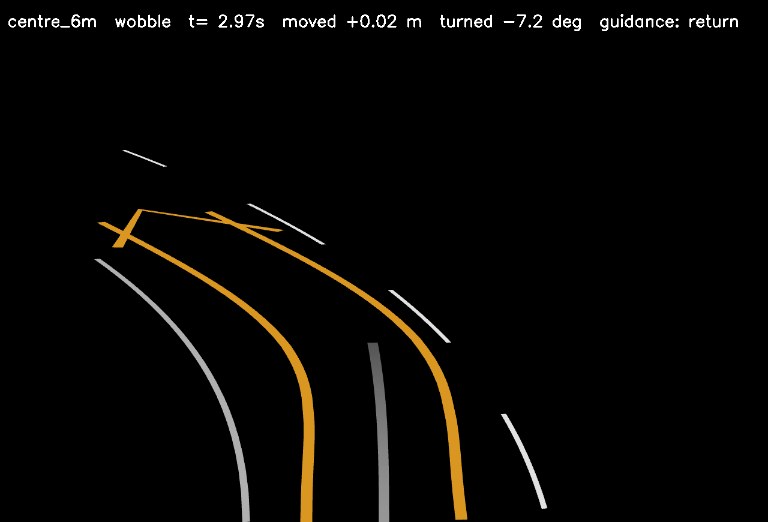 centre_6m wobble t= 2.97s moved +0.02 m turned −7.2 deg guidance: return